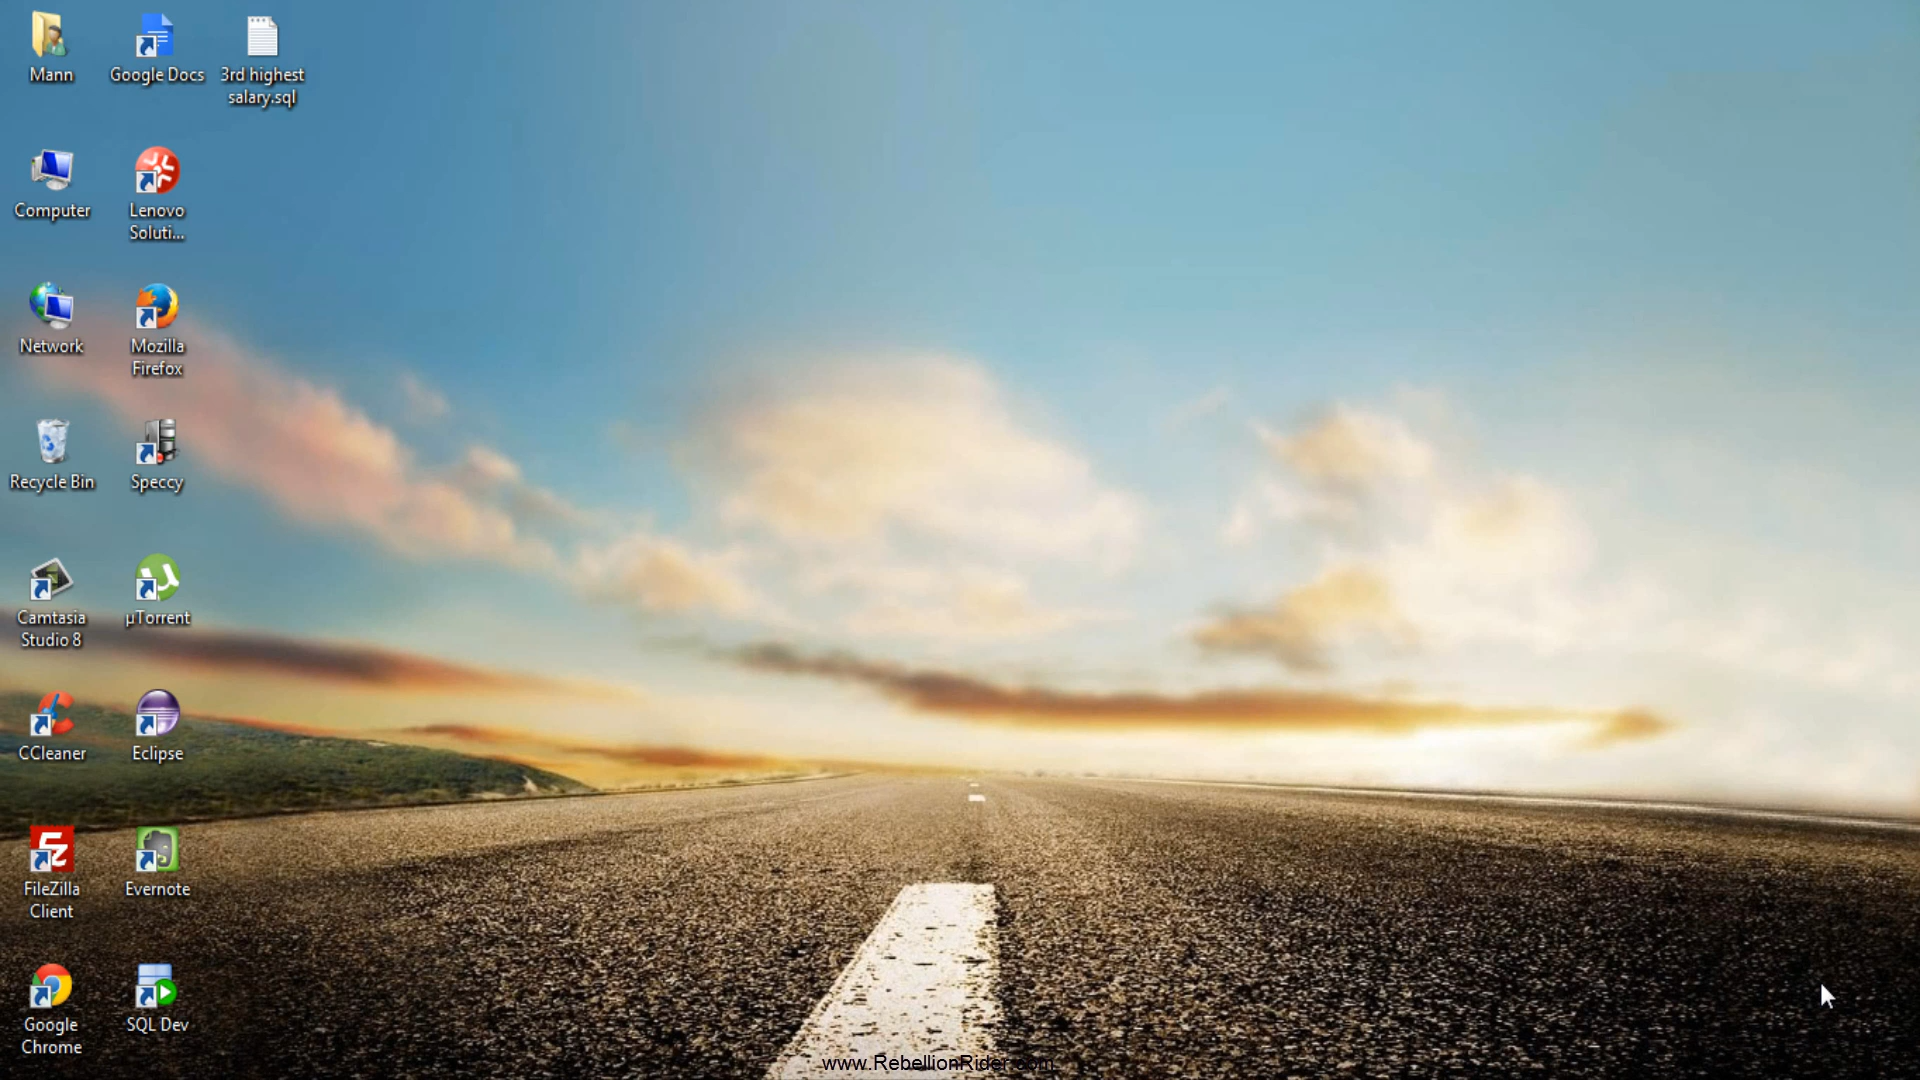 Mann
Google Docs
3rd highest
salary.sql
Computer
Lenovo
Soluti...
Network
Mozilla
Firefox
Recycle Bin
Speccy
Camtasia
Studio 8
µTorrent
CCleaner
Eclipse
FileZilla
Client
Evernote
Google
Chrome
SQL Dev
www.RebellionRider.com